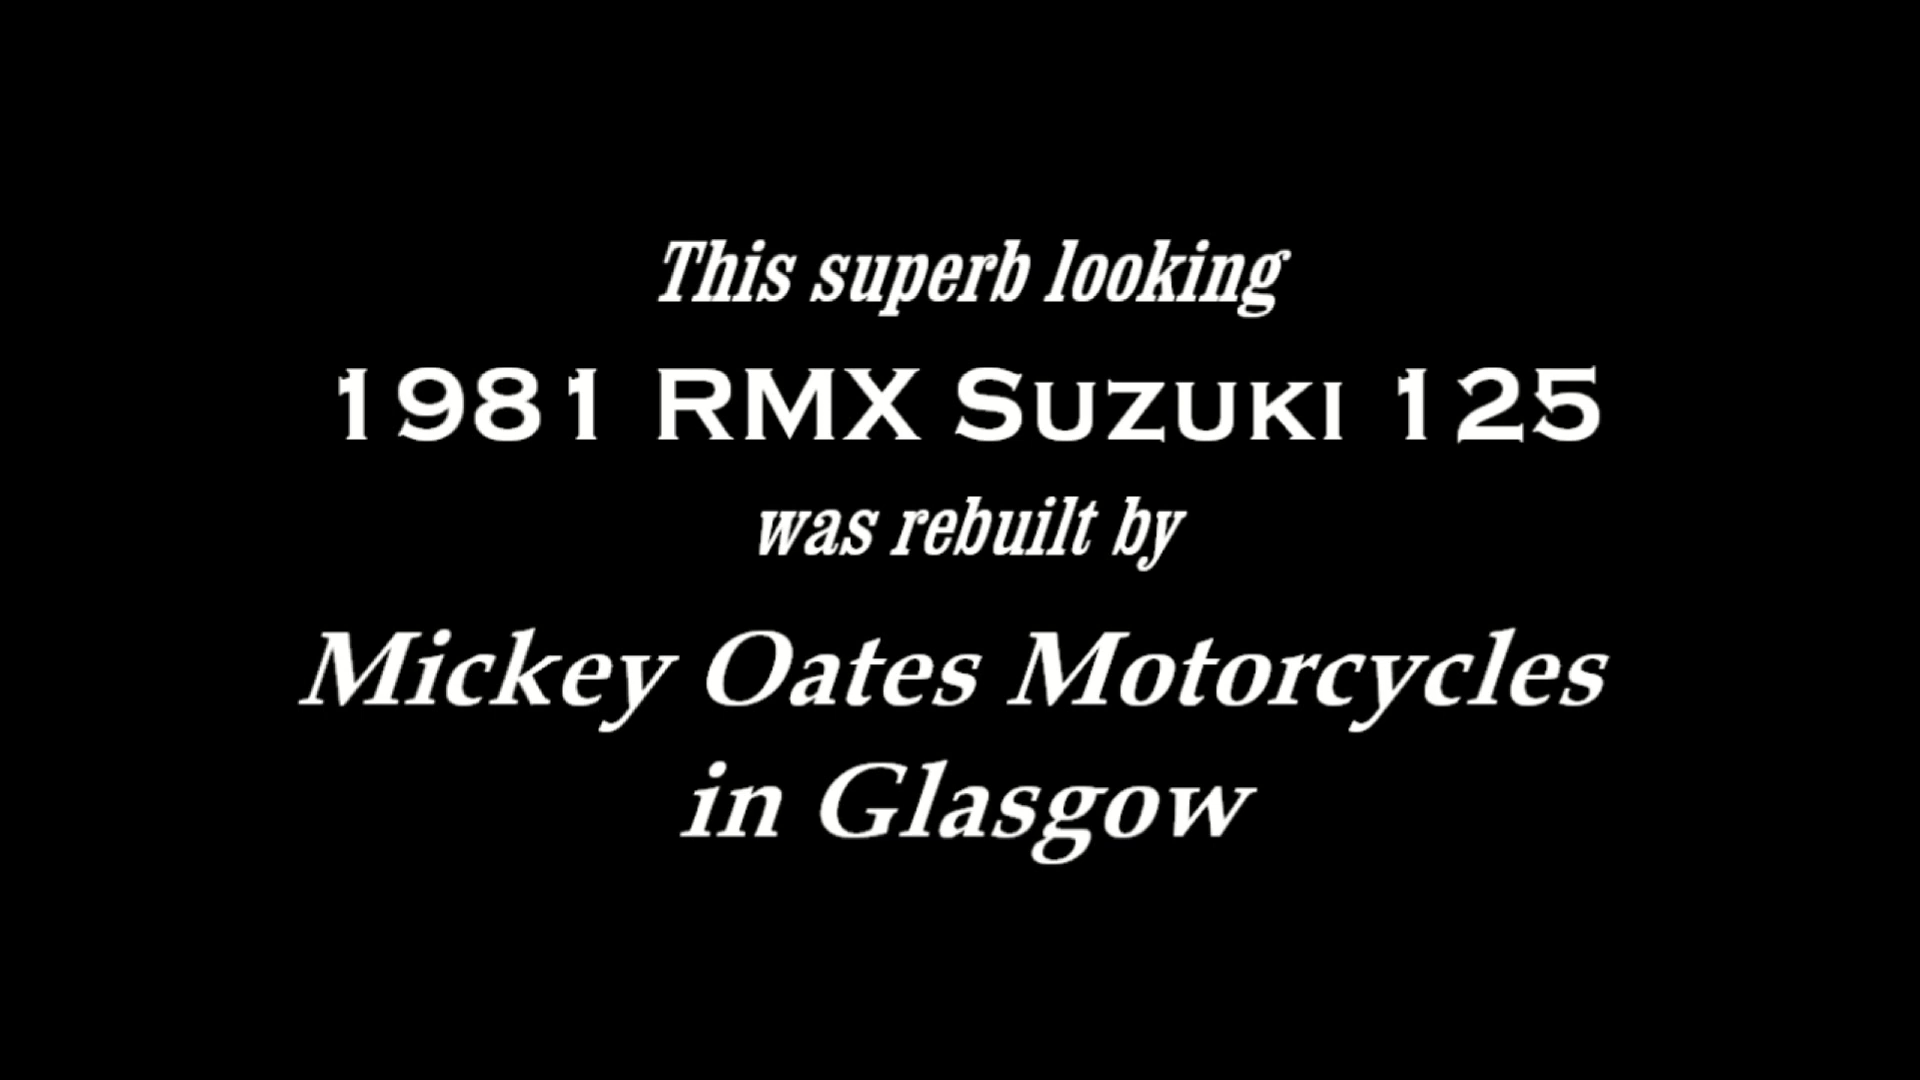 This superb looking
1981 RMX Suzuki 125
was rebuilt by
Mickey Oates Motorcycles
in Glasgow